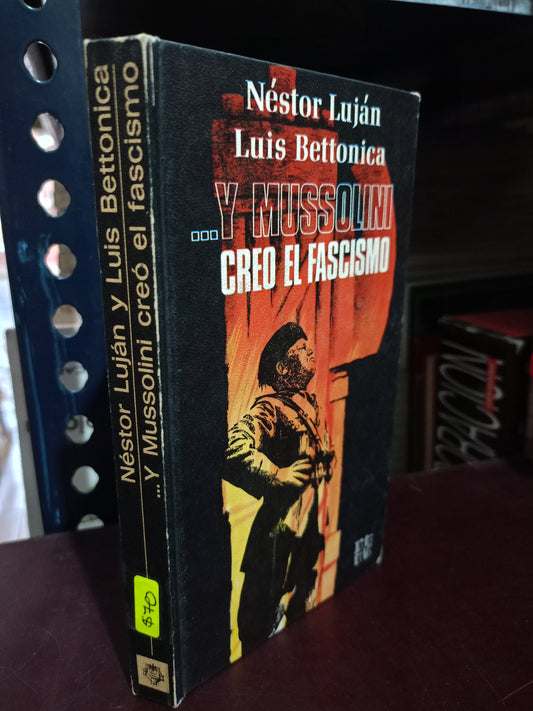 Néstor Luján
Luis Bettonica
...Y MUSSOLINI
CREO EL FASCISMO
Néstor Luján y Luis Bettonica
...Y Mussolini creó el fascismo
$70